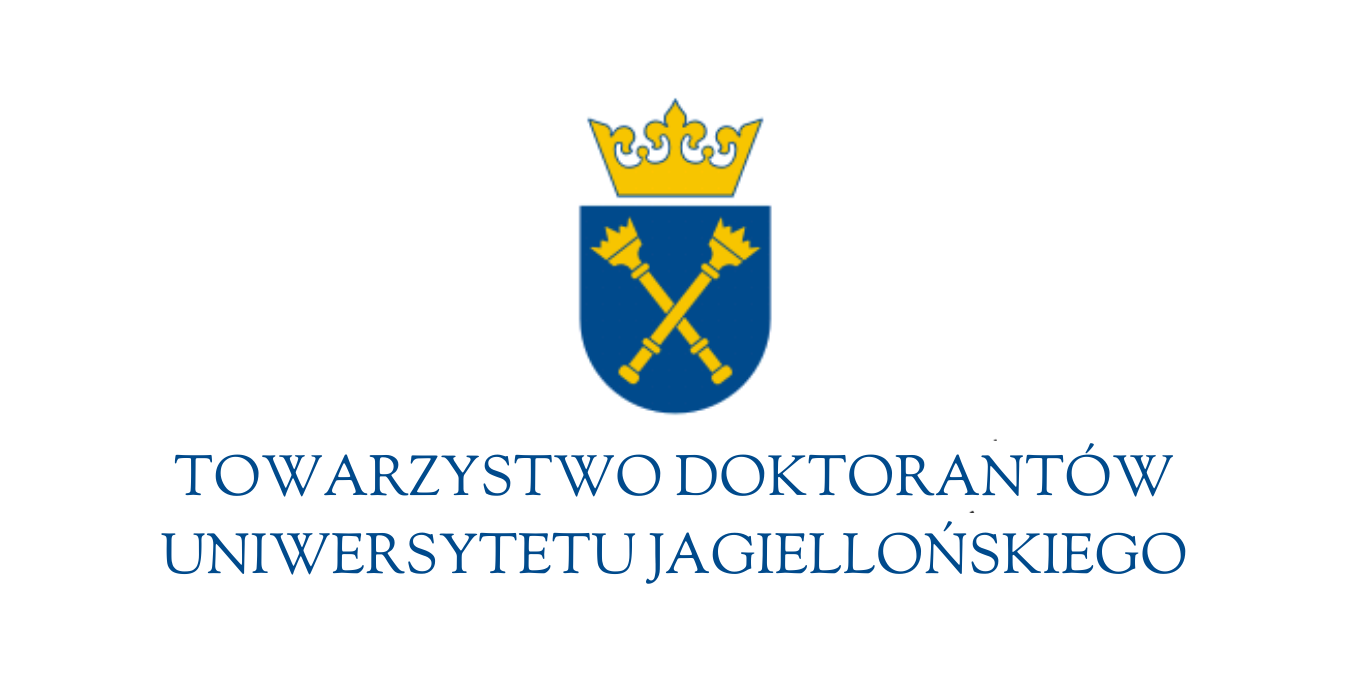 TOWARZYSTWO DOKTORANTÓW
UNIWERSYTETU JAGIELLOŃSKIEGO